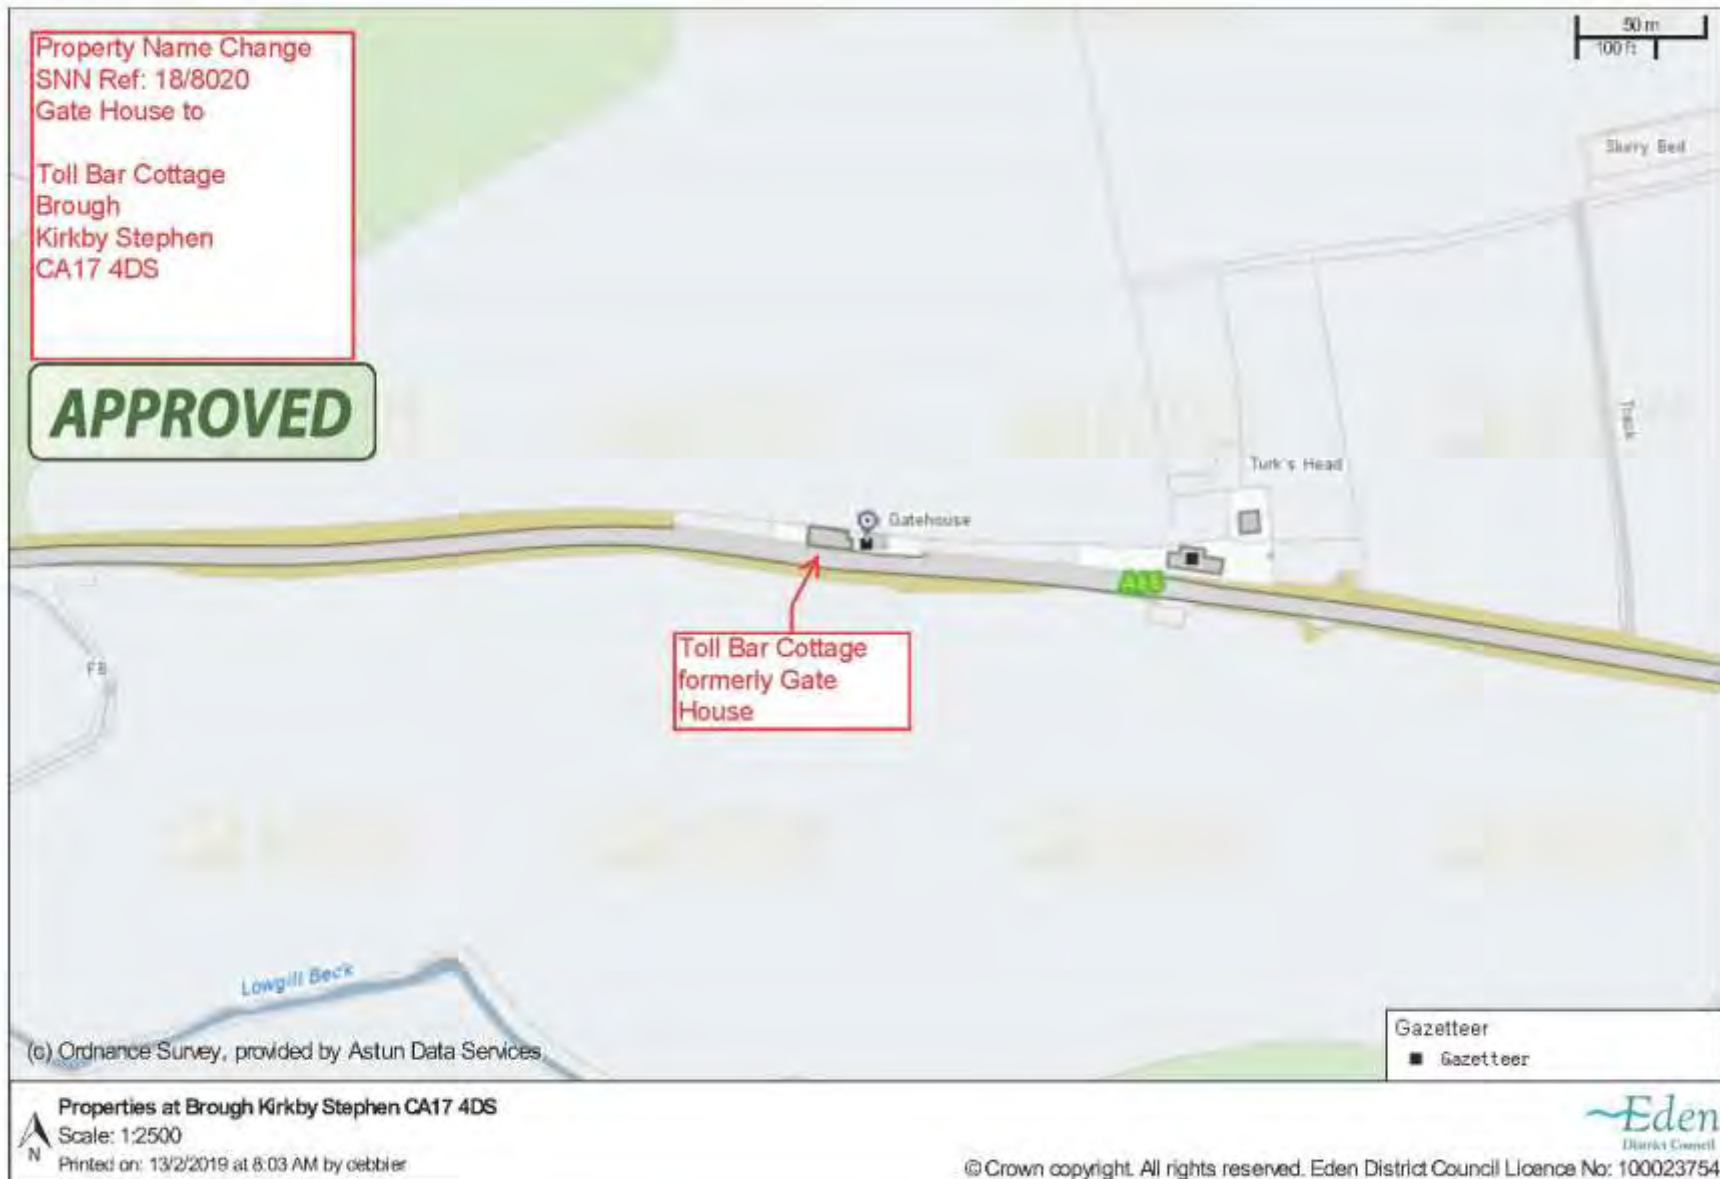 Property Name Change
SNN Ref: 18/8020
Gate House to
Toll Bar Cottage
Brough
Kirkby Stephen
CA17 4DS
APPROVED
50 m
100 ft
Skerry Bed
Track
Turk's Head
Gatehouse
Toll Bar Cottage
formerly Gate
House
FB
Lowgill Beck
(c) Ordnance Survey, provided by Astun Data Services
Gazetteer
Gazetteer
Properties at Brough Kirkby Stephen CA17 4DS
Scale: 1:2500
N
Printed on: 13/2/2019 at 8:03 AM by debbier
Eden
District Council
© Crown copyright. All rights reserved. Eden District Council Licence No: 100023754